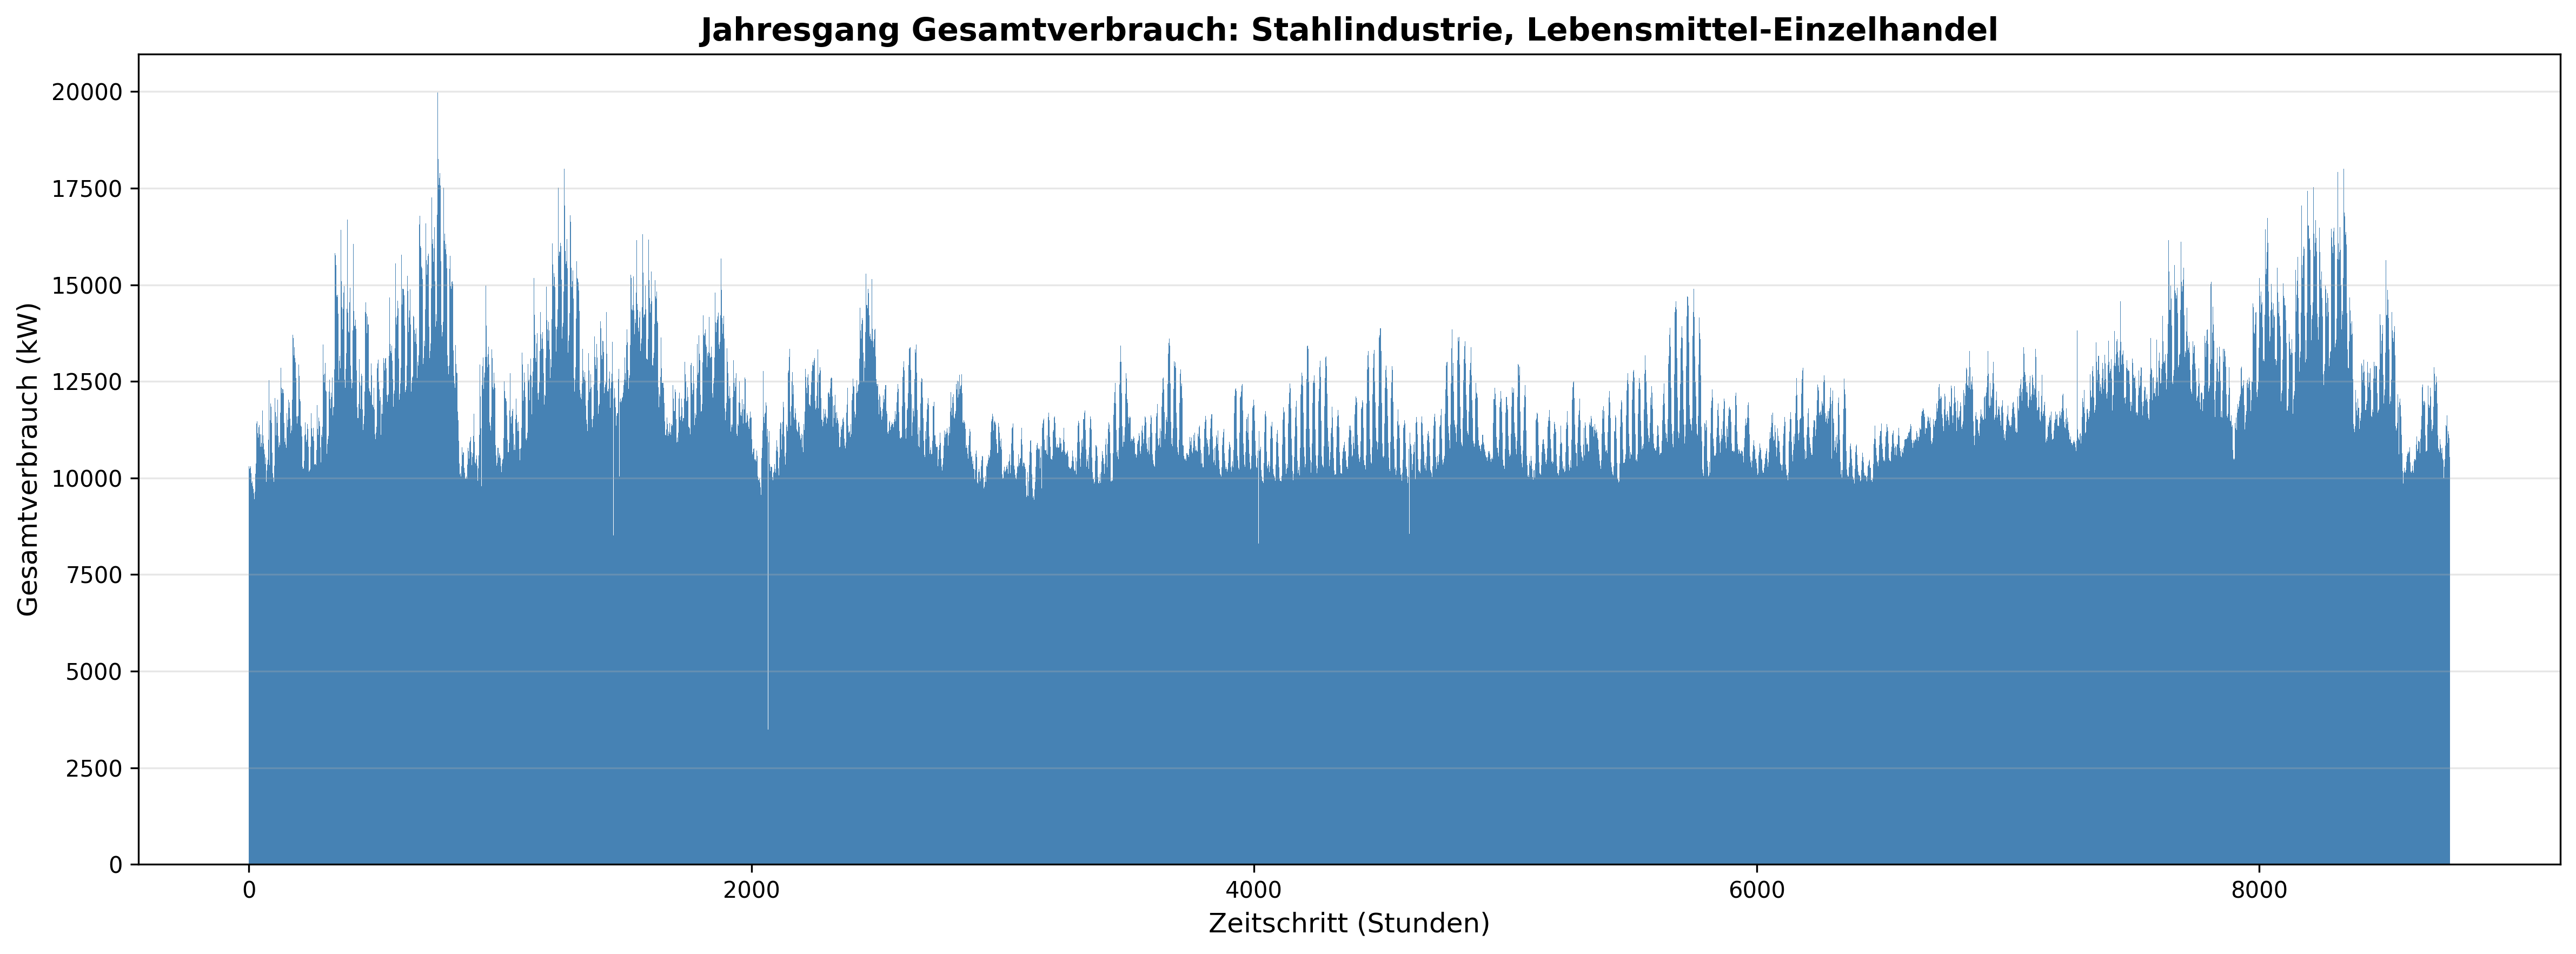 Jahresgang Gesamtverbrauch: Stahlindustrie, Lebensmittel-Einzelhandel
Gesamtverbrauch (kW)
20000
17500
15000
12500
10000
7500
5000
2500
0
0 2000 4000 6000 8000
Zeitschritt (Stunden)